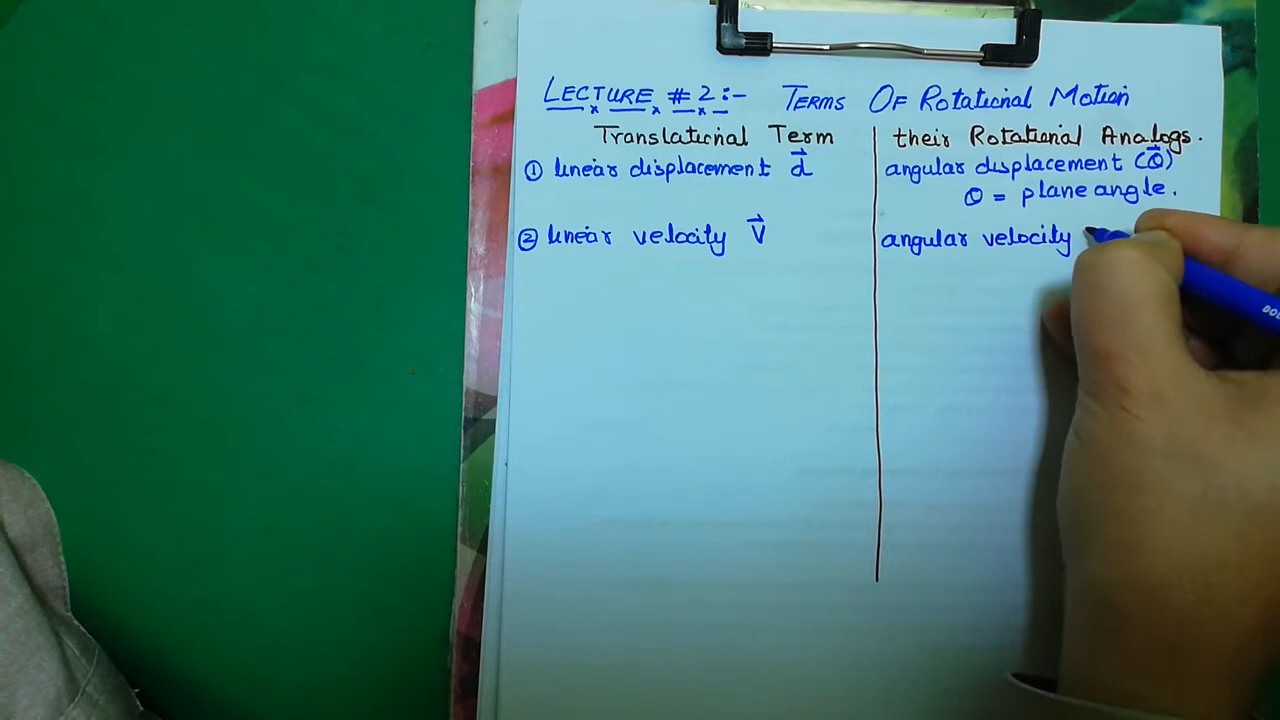 LECTURE # 2 :- TERMS OF Rotational Motion
Translational Term
their Rotational Analogs.
① linear displacement d⃗
angular displacement (θ⃗)
θ = plane angle.
② linear velocity v⃗
angular velocity